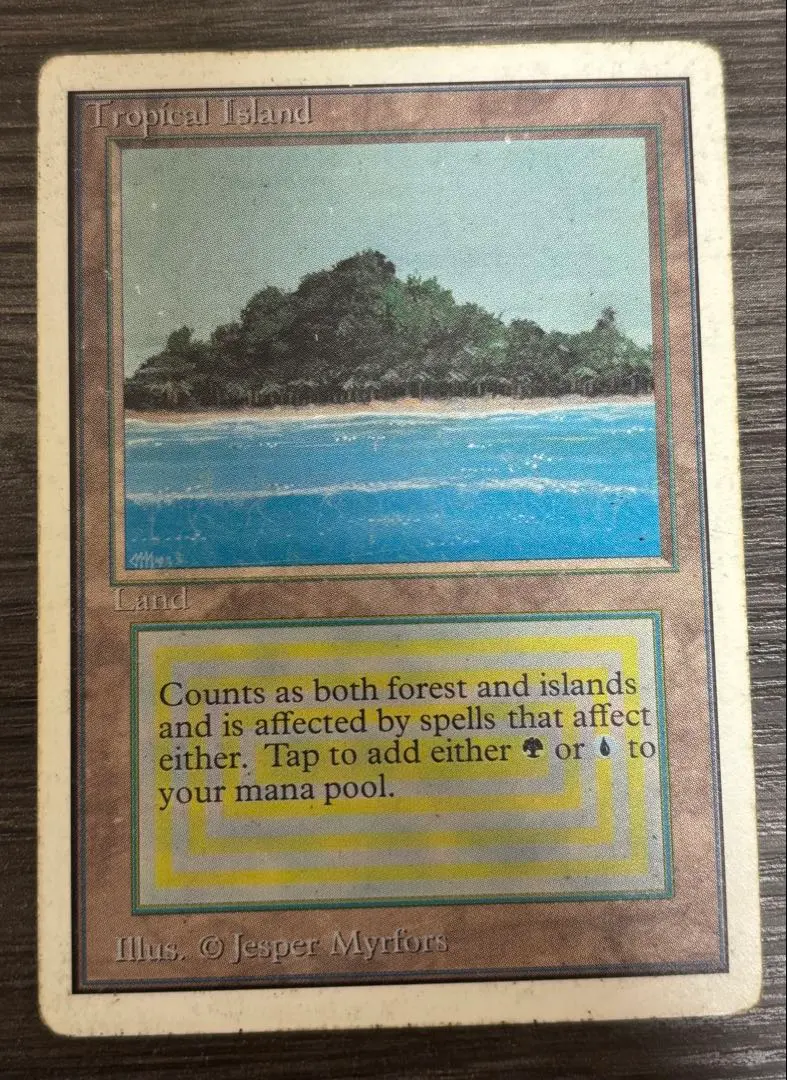 Tropical Island
Land
Counts as both forest and islands
and is affected by spells that affect
either. Tap to add either or to
your mana pool.
Illus. © Jesper Myrfors